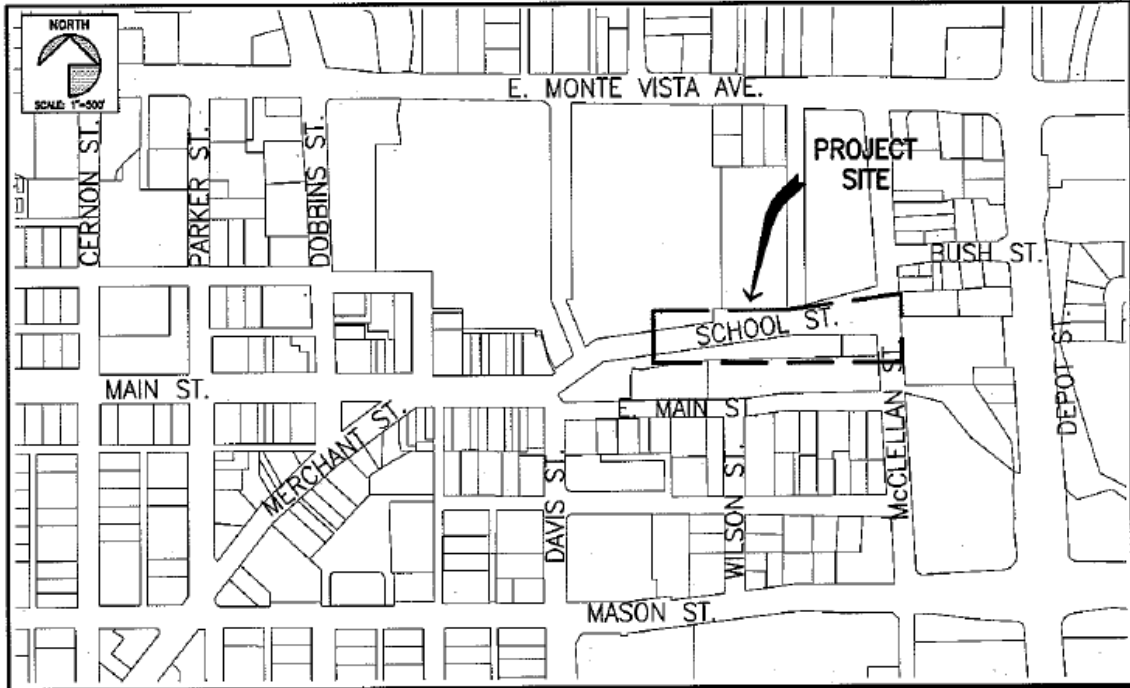 NORTH
SCALE: 1"=500'
E. MONTE VISTA AVE.
CERNON ST.
PARKER ST.
DOBBINS ST.
PROJECT
SITE
BUSH ST.
SCHOOL ST.
MAIN ST.
E. MAIN ST
MERCHANT ST.
DAVIS ST.
WILSON ST.
McCLELLAN ST.
DEPOT ST.
MASON ST.